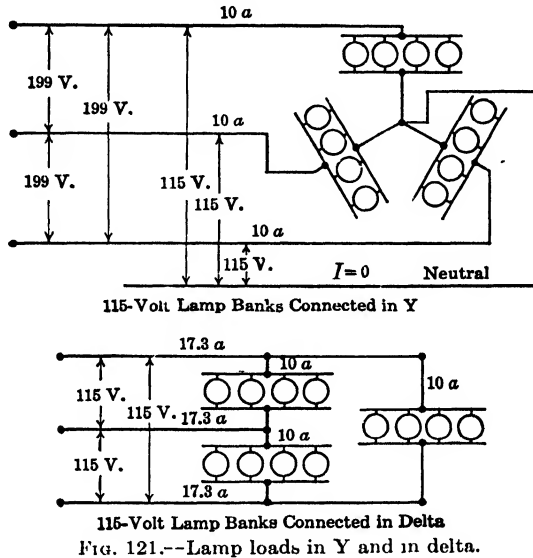 10 a
199 V.
199 V.
10 a
199 V.
115 V.
115 V.
10 a
115 V.
I=0 Neutral
115-Volt Lamp Banks Connected in Y
17.3 a
10 a
10 a
115 V.
115 V.
17.3 a
10 a
115 V.
17.3 a
115-Volt Lamp Banks Connected in Delta
FIG. 121.--Lamp loads in Y and in delta.